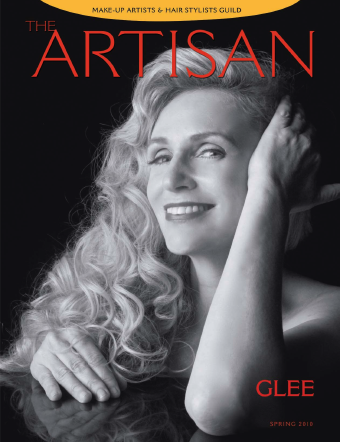 MAKE-UP ARTISTS & HAIR STYLISTS GUILD
THE
ARTISAN
GLEE
SPRING 2010